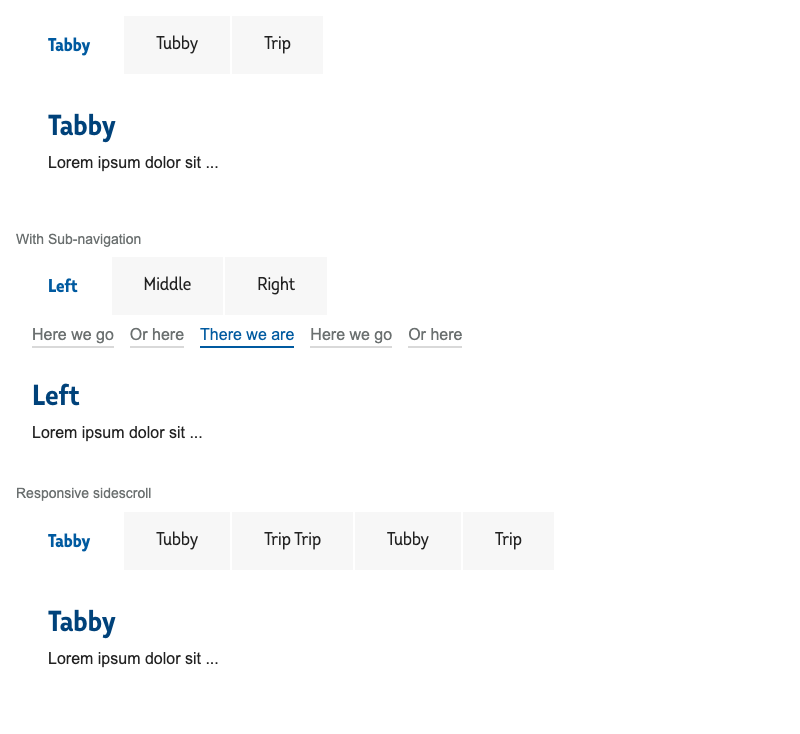 Tabby Tubby Trip
Tabby
Lorem ipsum dolor sit ...
With Sub-navigation
Left Middle Right
Here we go Or here There we are Here we go Or here
Left
Lorem ipsum dolor sit ...
Responsive sidescroll
Tabby Tubby Trip Trip Tubby Trip
Tabby
Lorem ipsum dolor sit ...